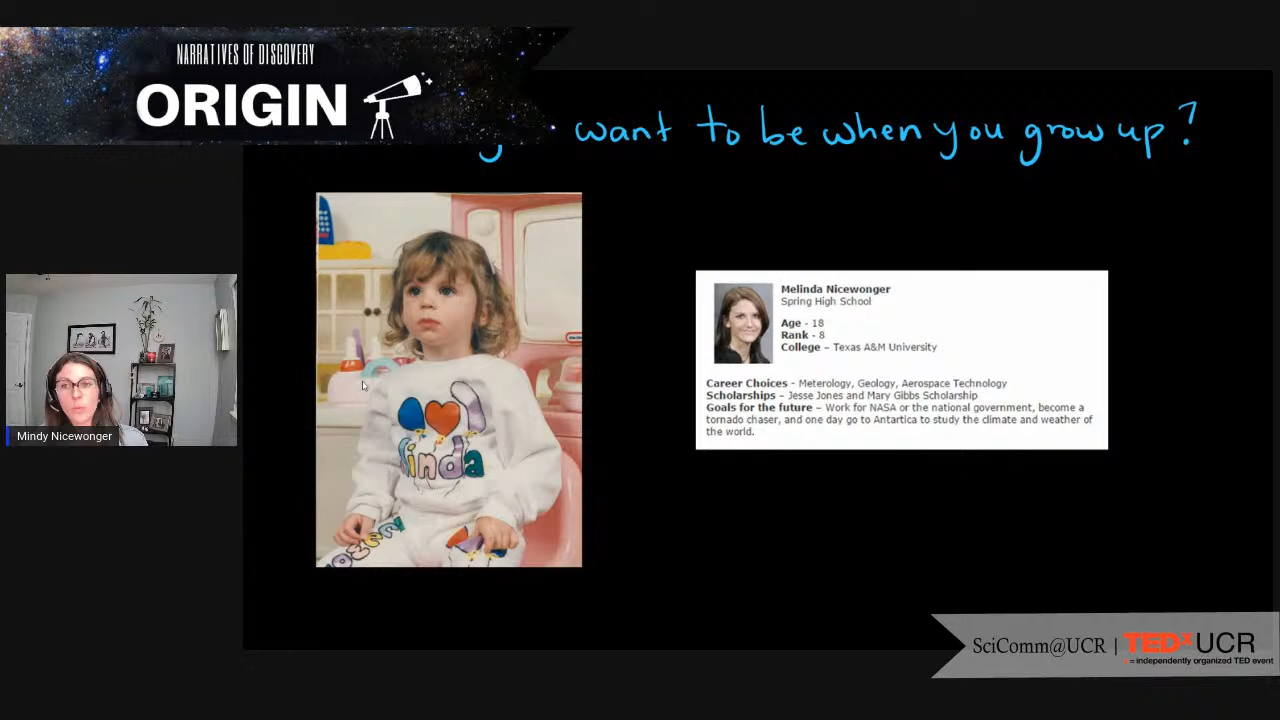 NARRATIVES OF DISCOVERY
ORIGIN
want to be when you grow up?
Melinda Nicewonger
Spring High School
Age - 18
Rank - 8
College – Texas A&M University
Career Choices - Meterology, Geology, Aerospace Technology
Scholarships – Jesse Jones and Mary Gibbs Scholarship
Goals for the future – Work for NASA or the national government, become a
tornado chaser, and one day go to Antartica to study the climate and weather of
the world.
linda
Mindy Nicewonger
SciComm@UCR | TEDxUCR
x = independently organized TED event